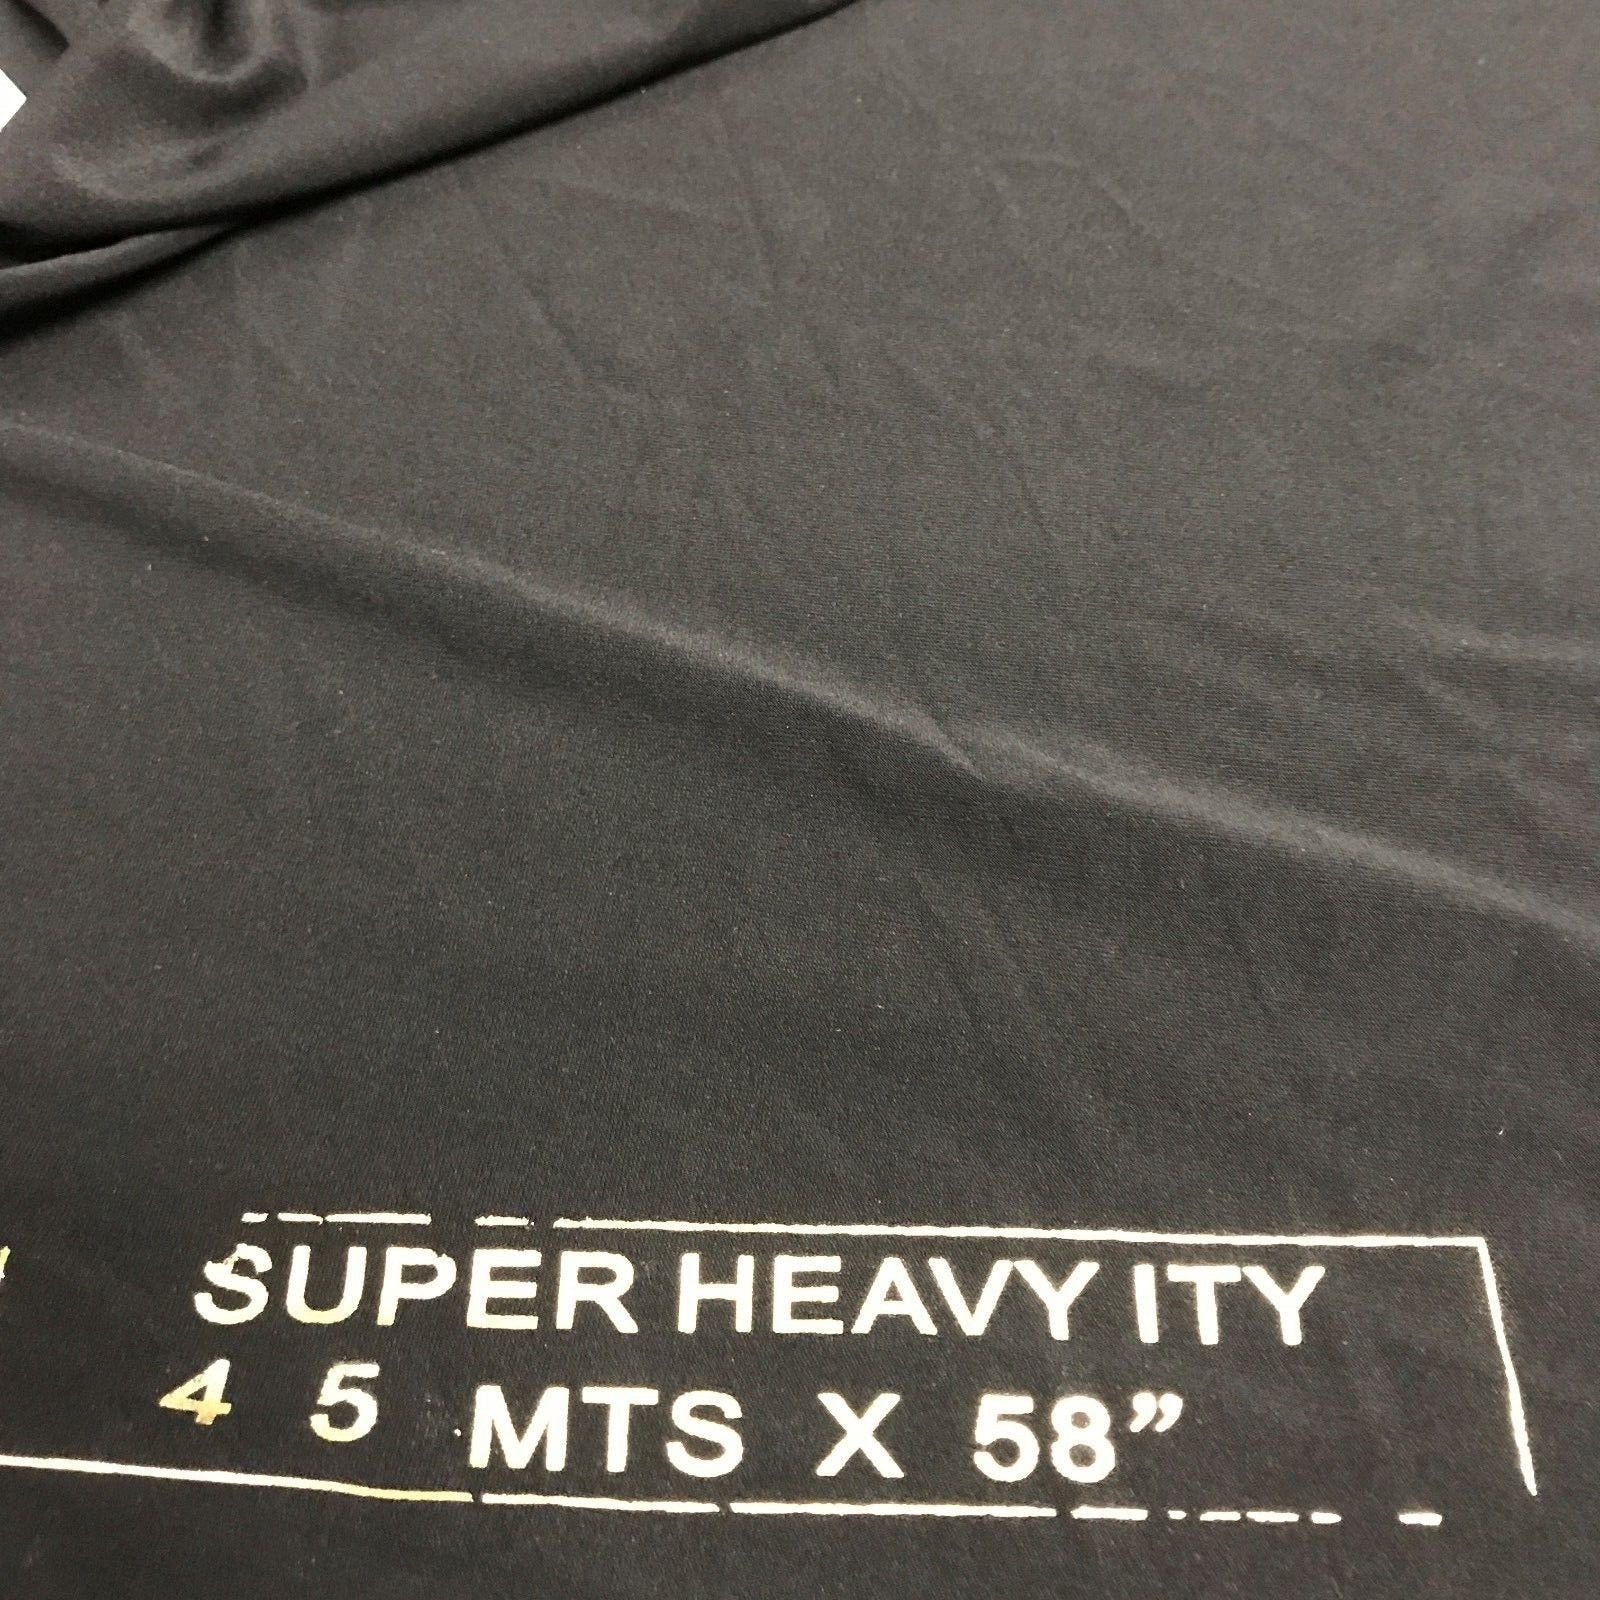 SUPER HEAVY ITY
4 5 MTS X 58”